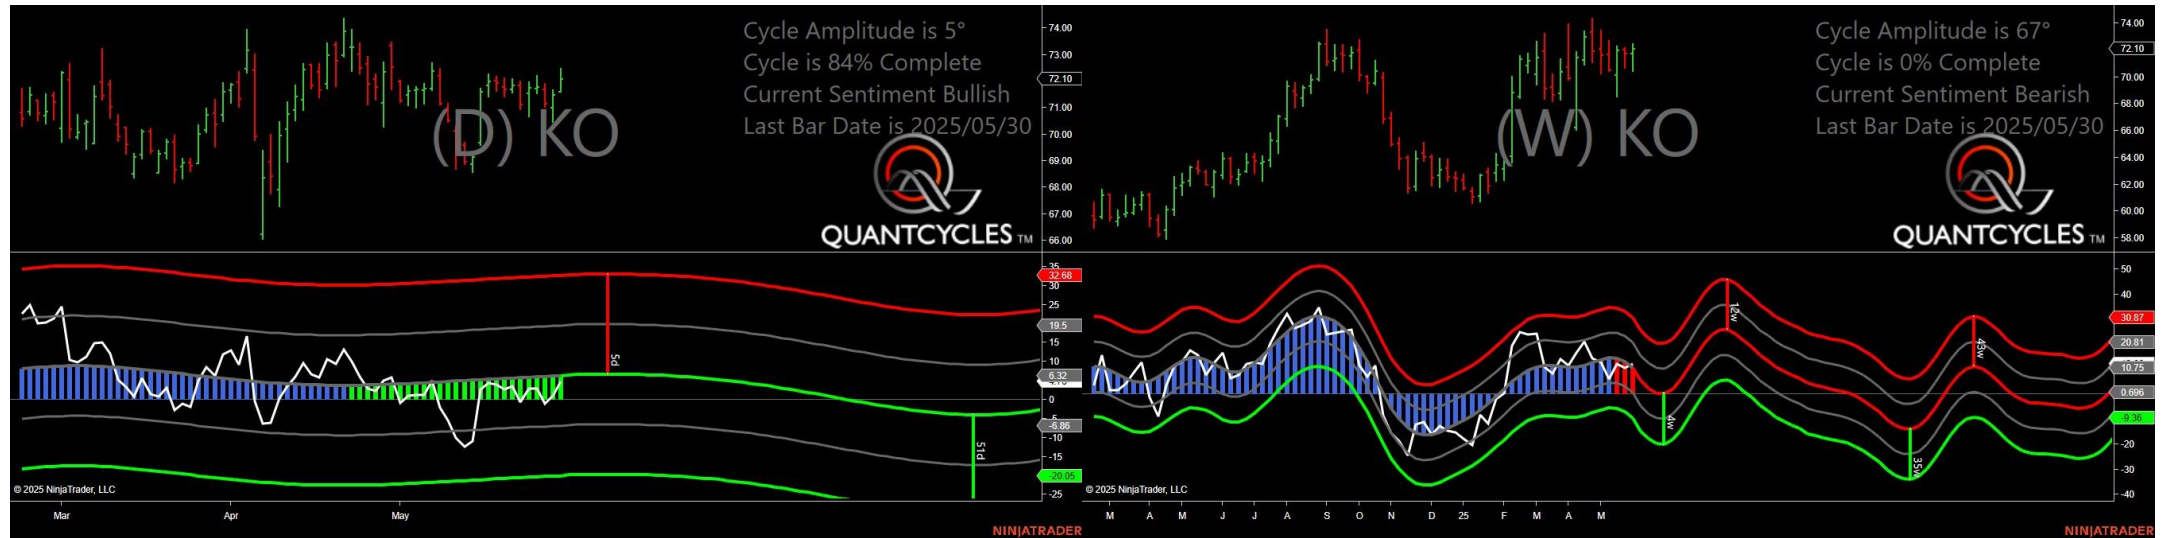 Cycle Amplitude is 5°
Cycle is 84% Complete
Current Sentiment Bullish
Last Bar Date is 2025/05/30
(D) KO
QUANTCYCLES TM
74.00
73.00
72.10
71.00
70.00
69.00
68.00
67.00
66.00
35
32.68
30
25
19.5
15
10
6.32
0
-5
-6.86
-10
-15
-20.05
-25
5d
51d
© 2025 NinjaTrader, LLC
Mar Apr May
NINJATRADER
Cycle Amplitude is 67°
Cycle is 0% Complete
Current Sentiment Bearish
Last Bar Date is 2025/05/30
(W) KO
QUANTCYCLES TM
74.00
72.10
70.00
68.00
66.00
64.00
62.00
60.00
58.00
50
40
30.87
20.81
10.75
0.696
-9.36
-20
-30
-40
4w
12w
35w
43w
© 2025 NinjaTrader, LLC
M A M J J A S O N D 25 F M A M
NINJATRADER